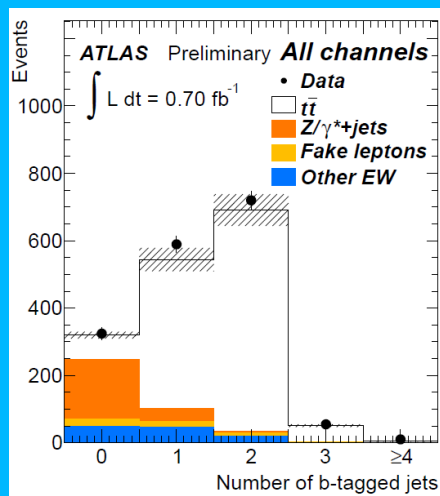 ATLAS Preliminary All channels
∫ L dt = 0.70 fb⁻¹
Data
tt̄
Z/γ*+jets
Fake leptons
Other EW
Events
1200
1000
800
600
400
200
0
0 1 2 3 ≥4
Number of b-tagged jets